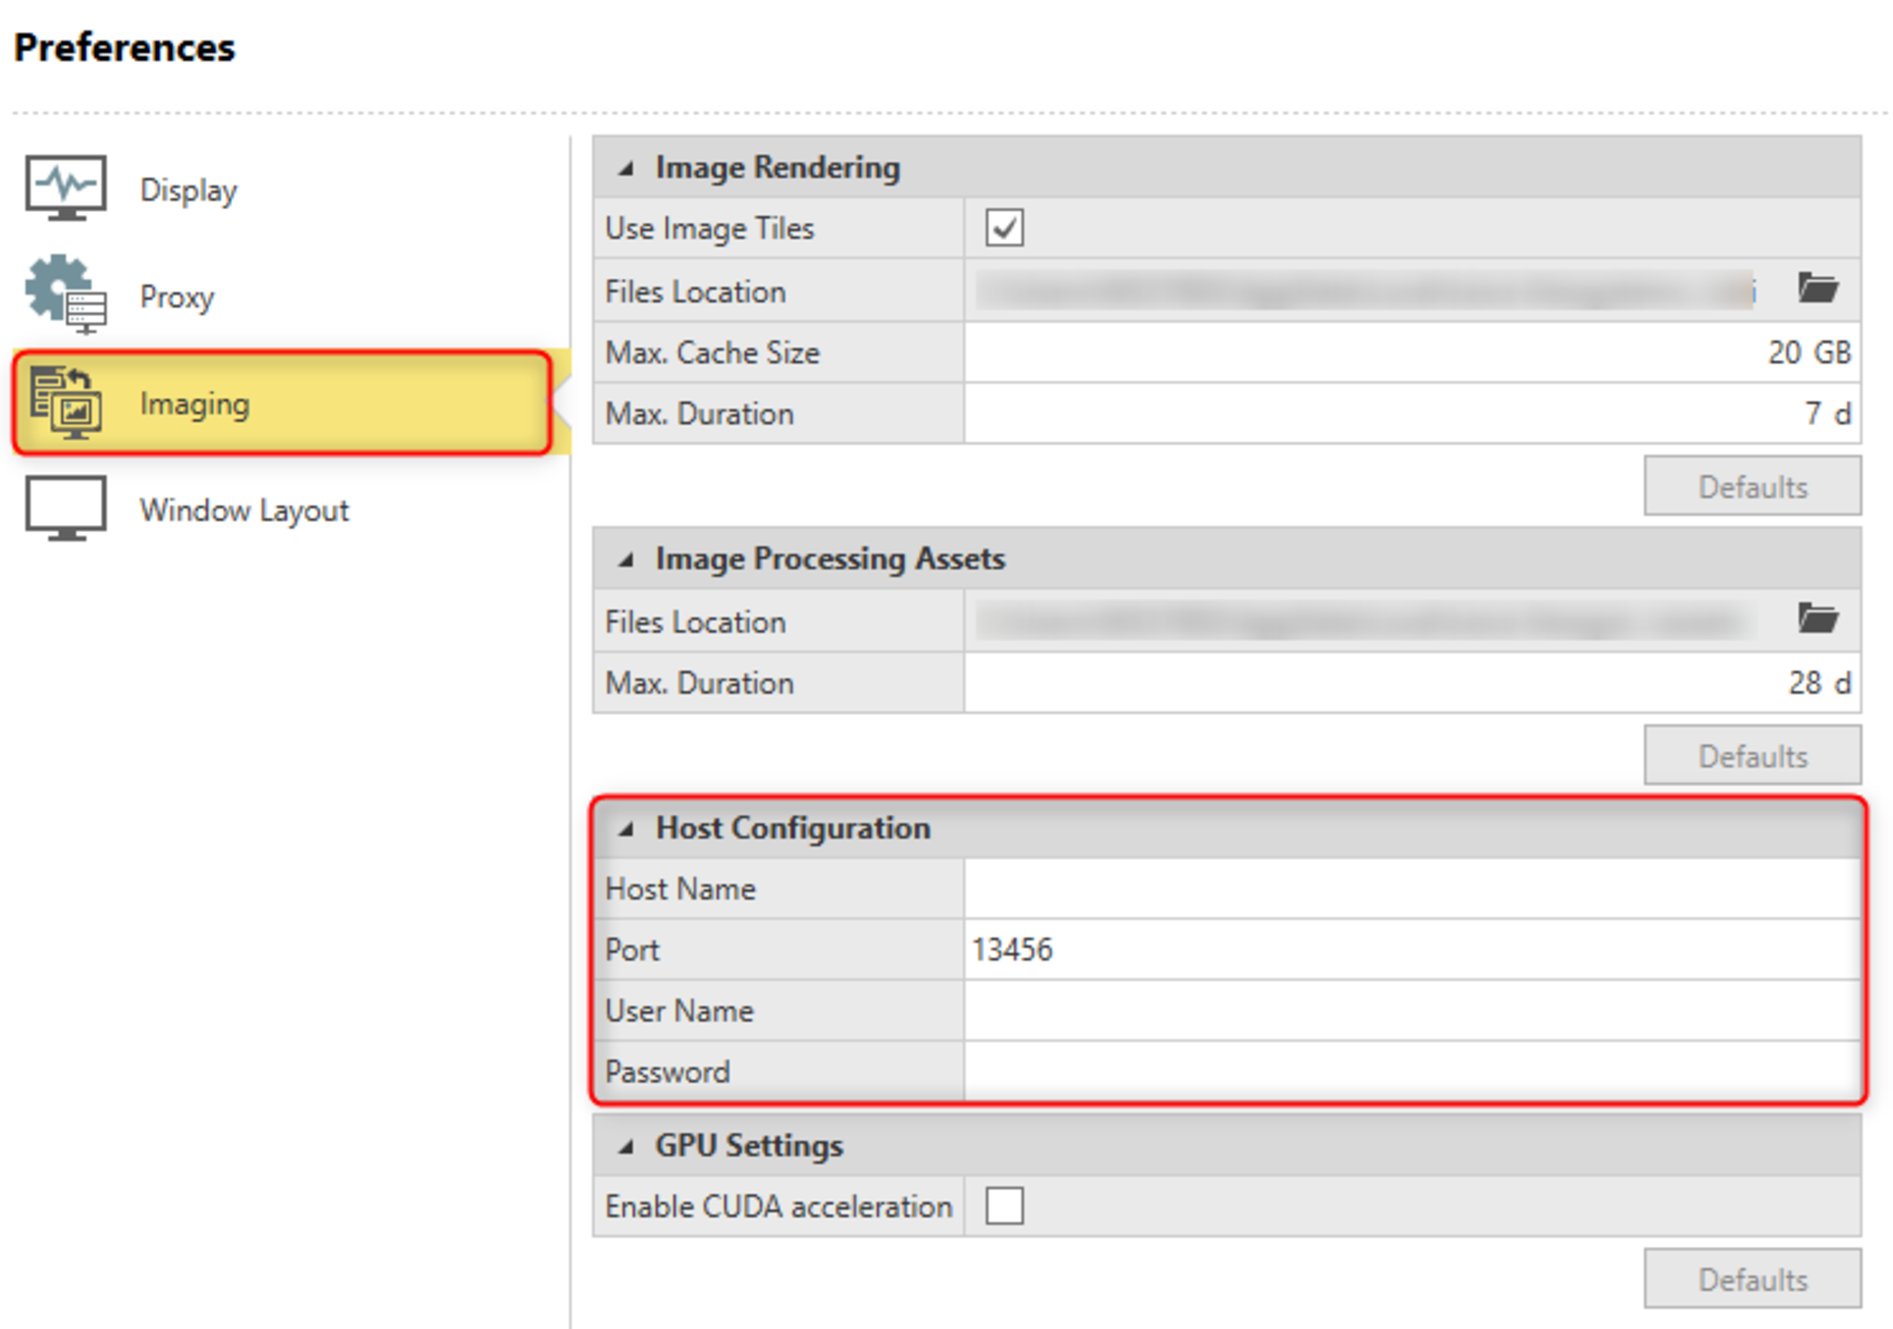 Preferences
Display
Proxy
Imaging
Window Layout
Image Rendering
Use Image Tiles
Files Location
Max. Cache Size 20 GB
Max. Duration 7 d
Defaults
Image Processing Assets
Files Location
Max. Duration 28 d
Defaults
Host Configuration
Host Name
Port 13456
User Name
Password
GPU Settings
Enable CUDA acceleration
Defaults